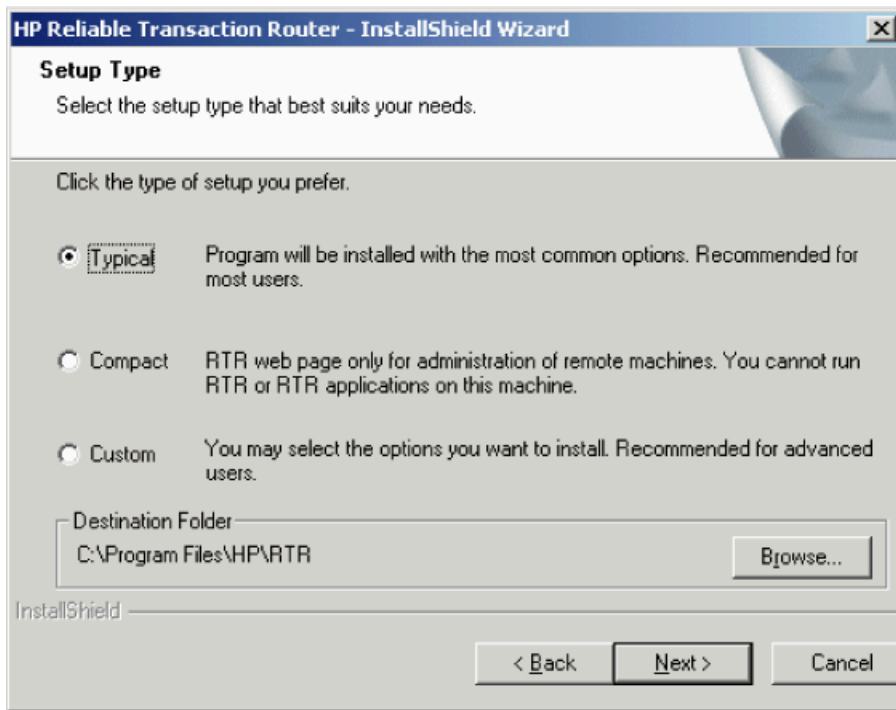 HP Reliable Transaction Router - InstallShield Wizard
Setup Type
Select the setup type that best suits your needs.
Click the type of setup you prefer.
Typical
Program will be installed with the most common options. Recommended for
most users.
Compact
RTR web page only for administration of remote machines. You cannot run
RTR or RTR applications on this machine.
Custom
You may select the options you want to install. Recommended for advanced
users.
Destination Folder
C:\Program Files\HP\RTR
Browse...
InstallShield
< Back
Next >
Cancel